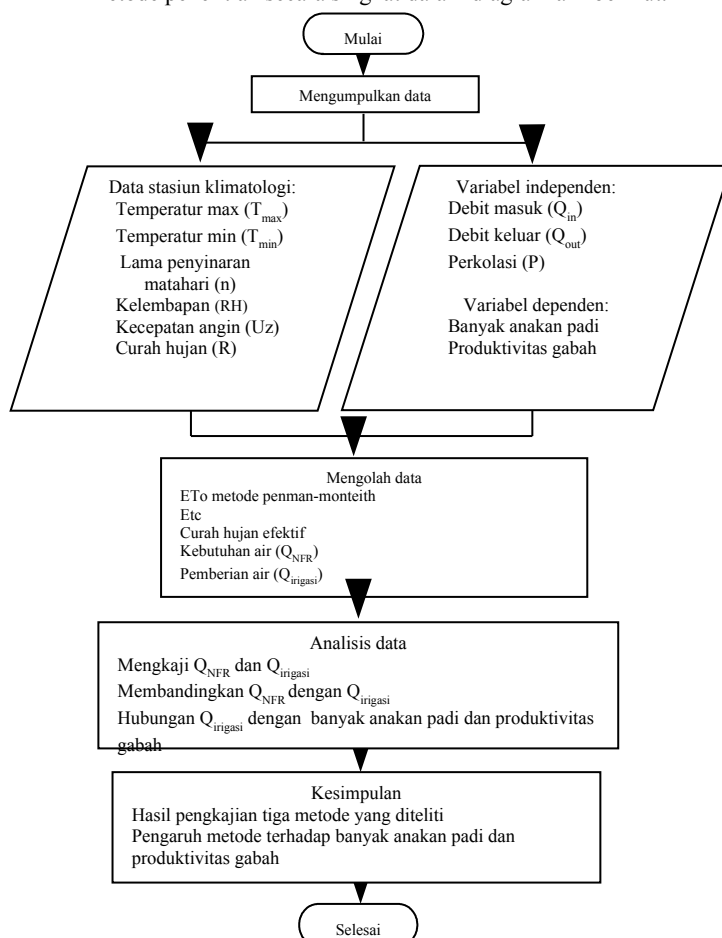 Mulai
Mengumpulkan data
Data stasiun klimatologi:
Temperatur max (Tmax)
Temperatur min (Tmin)
Lama penyinaran
matahari (n)
Kelembapan (RH)
Kecepatan angin (Uz)
Curah hujan (R)
Variabel independen:
Debit masuk (Qin)
Debit keluar (Qout)
Perkolasi (P)
Variabel dependen:
Banyak anakan padi
Produktivitas gabah
Mengolah data
ETo metode penman-monteith
Etc
Curah hujan efektif
Kebutuhan air (QNFR)
Pemberian air (Qirigasi)
Analisis data
Mengkaji QNFR dan Qirigasi
Membandingkan QNFR dengan Qirigasi
Hubungan Qirigasi dengan banyak anakan padi dan produktivitas
gabah
Kesimpulan
Hasil pengkajian tiga metode yang diteliti
Pengaruh metode terhadap banyak anakan padi dan
produktivitas gabah
Selesai